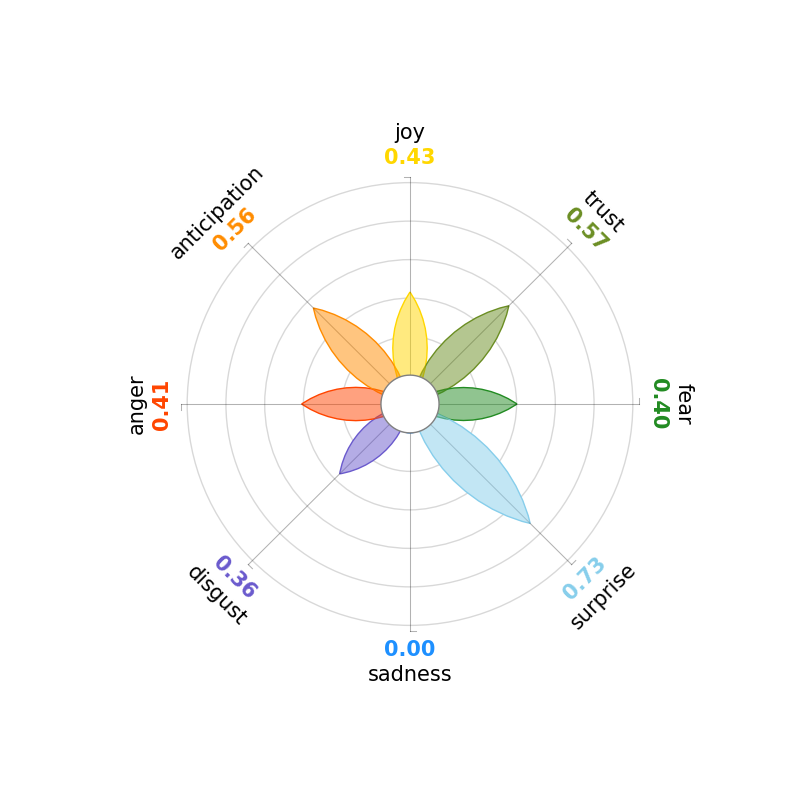 joy
0.43
anticipation
0.56
trust
0.57
anger
0.41
fear
0.40
disgust
0.36
surprise
0.73
0.00
sadness